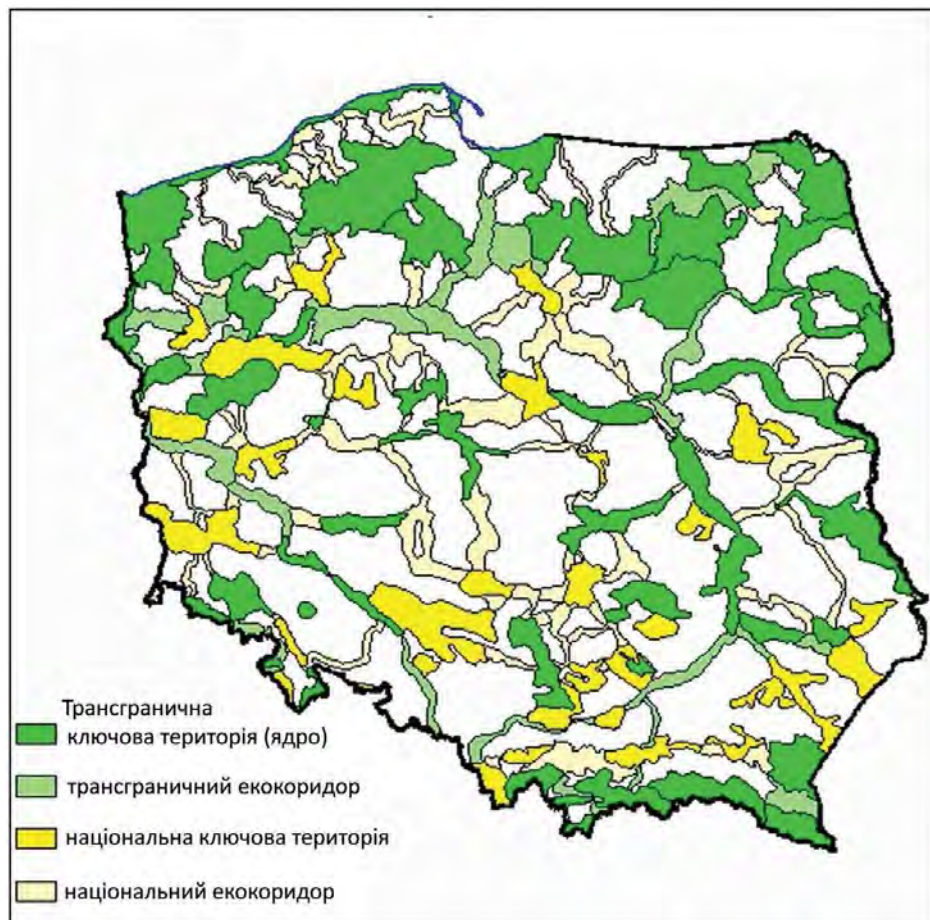 Трансгранична
ключова територія (ядро)
трансграничний екокоридор
національна ключова територія
національний екокоридор